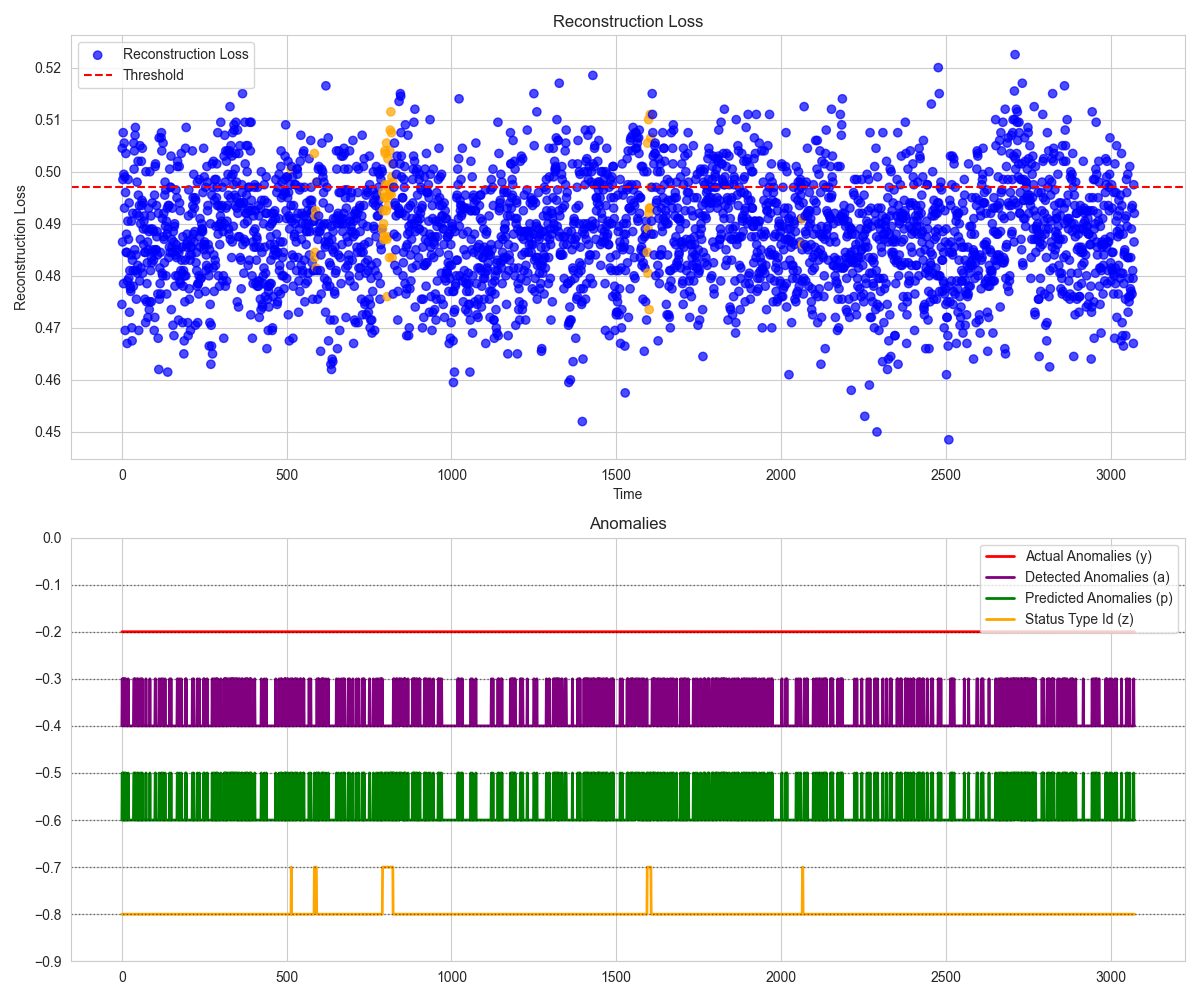 Reconstruction Loss
Reconstruction Loss
Threshold
Reconstruction Loss
0.52
0.51
0.50
0.49
0.48
0.47
0.46
0.45
0 500 1000 1500 2000 2500 3000
Time
Anomalies
Actual Anomalies (y)
Detected Anomalies (a)
Predicted Anomalies (p)
Status Type Id (z)
0.0
−0.1
−0.2
−0.3
−0.4
−0.5
−0.6
−0.7
−0.8
−0.9
0 500 1000 1500 2000 2500 3000